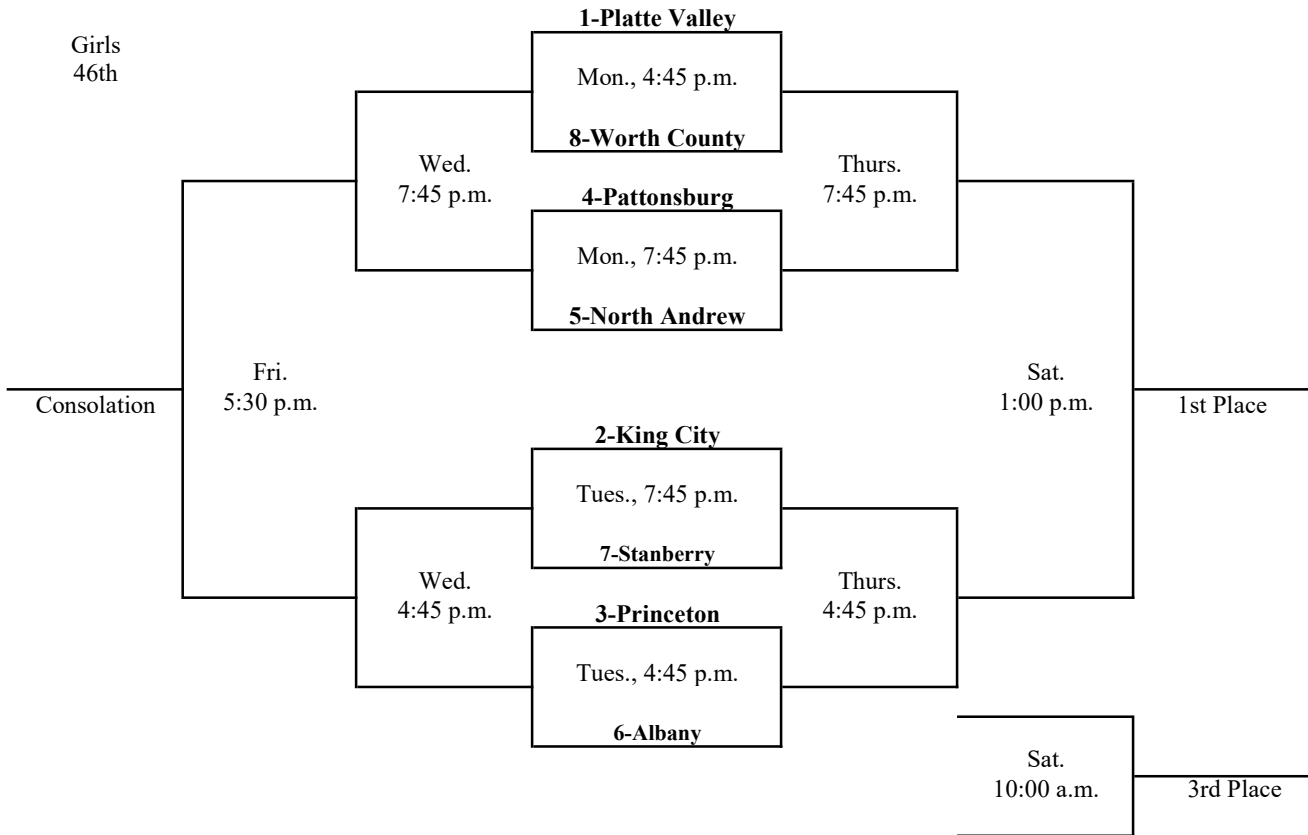 Girls
46th
1-Platte Valley
Mon., 4:45 p.m.
8-Worth County
Wed.
7:45 p.m.
Thurs.
7:45 p.m.
4-Pattonsburg
Mon., 7:45 p.m.
5-North Andrew
Fri.
5:30 p.m.
Consolation
Sat.
1:00 p.m.
1st Place
2-King City
Tues., 7:45 p.m.
7-Stanberry
Wed.
4:45 p.m.
Thurs.
4:45 p.m.
3-Princeton
Tues., 4:45 p.m.
6-Albany
Sat.
10:00 a.m.
3rd Place